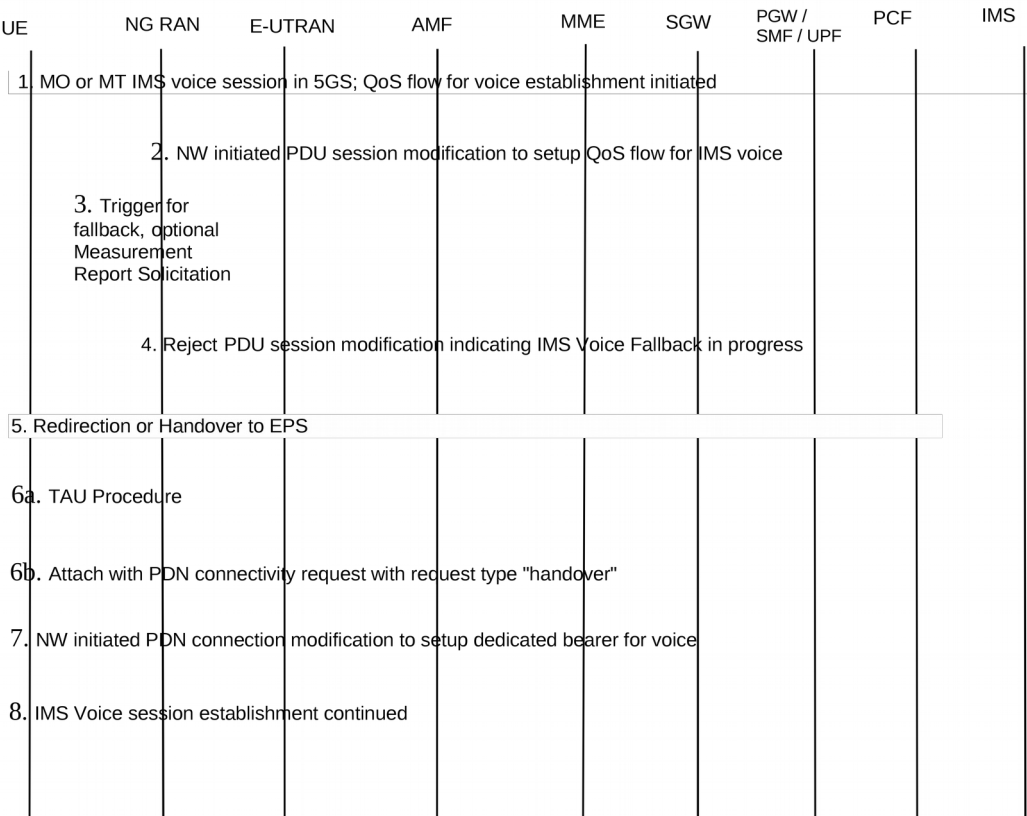 UE
NG RAN
E-UTRAN
AMF
MME
SGW
PGW /
SMF / UPF
PCF
IMS
1. MO or MT IMS voice session in 5GS; QoS flow for voice establishment initiated
2. NW initiated PDU session modification to setup QoS flow for IMS voice
3. Trigger for
fallback, optional
Measurement
Report Solicitation
4. Reject PDU session modification indicating IMS Voice Fallback in progress
5. Redirection or Handover to EPS
6a. TAU Procedure
6b. Attach with PDN connectivity request with request type "handover"
7. NW initiated PDN connection modification to setup dedicated bearer for voice
8. IMS Voice session establishment continued